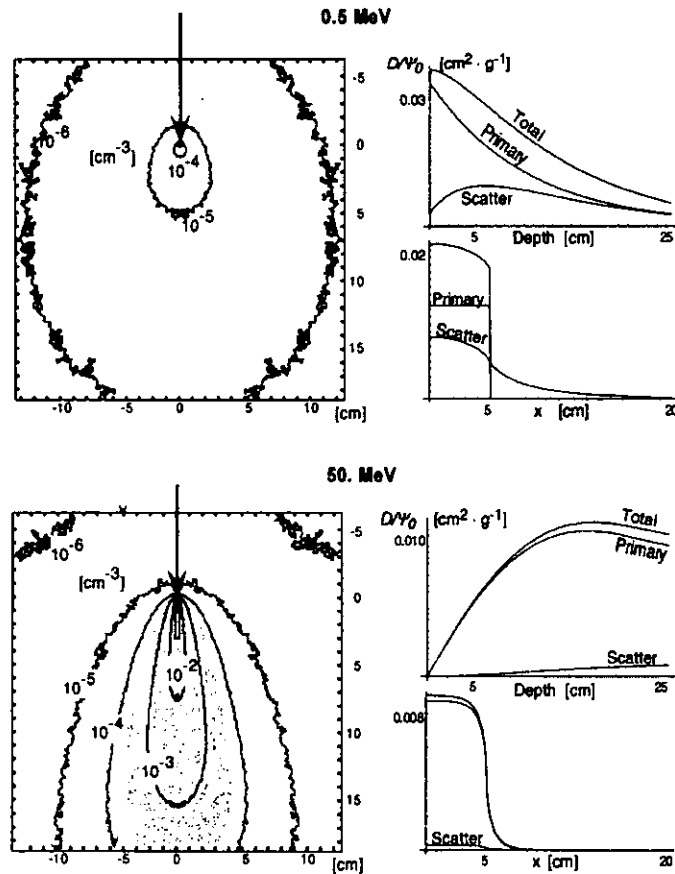 0.5 MeV
10⁻⁶
[cm⁻³]
10⁻⁴
10⁻⁵
-5
0
5
10
15
-10
-5
0
5
10
[cm]
D/Ψ₀ [cm² · g⁻¹]
0.03
Total
Primary
Scatter
5
Depth [cm]
25
0.02
Primary
Scatter
5
x [cm]
20
50. MeV
10⁻⁶
[cm⁻³]
10⁻⁵
10⁻⁴
10⁻³
10⁻²
-5
0
5
10
15
-10
-5
0
5
10
[cm]
D/Ψ₀ [cm² · g⁻¹]
0.010
Total
Primary
Scatter
5
Depth [cm]
25
0.008
Scatter
5
x [cm]
20